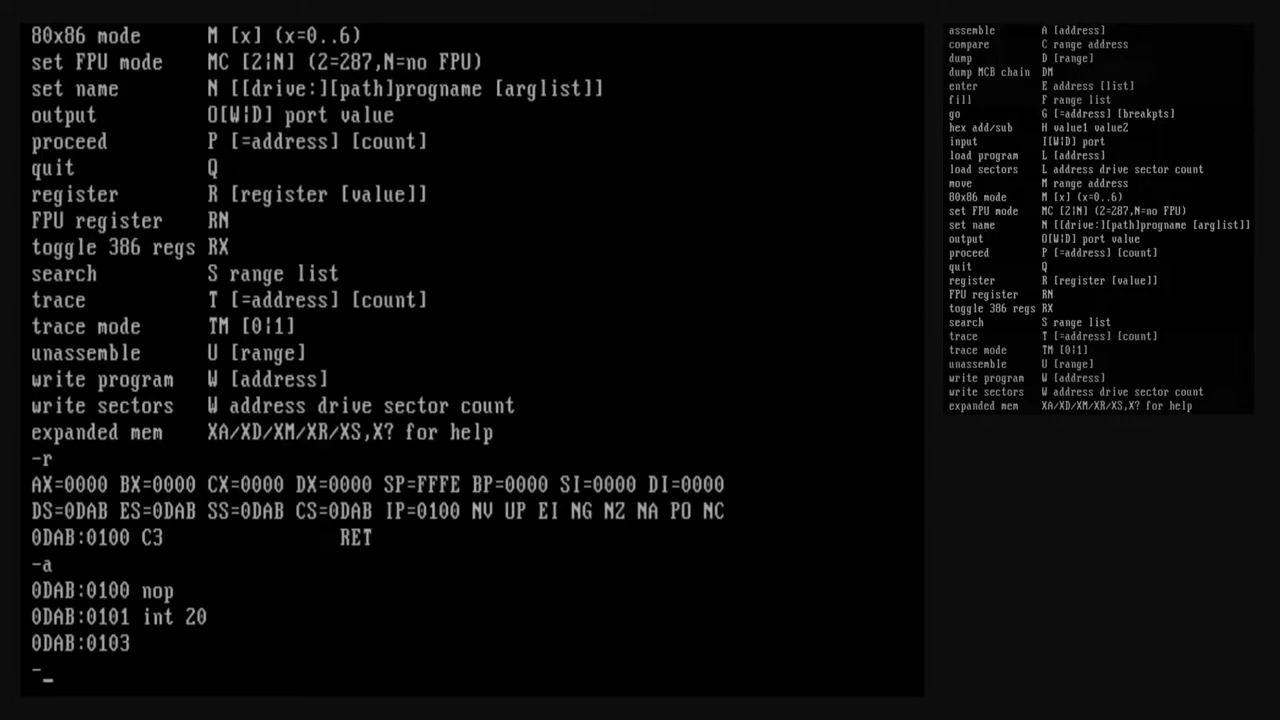 80x86 mode      M [x] (x=0..6)
set FPU mode    MC [2¦N] (2=287,N=no FPU)
set name        N [[drive:][path]progname [arglist]]
output          O[W¦D] port value
proceed         P [=address] [count]
quit            Q
register        R [register [value]]
FPU register    RN
toggle 386 regs RX
search          S range list
trace           T [=address] [count]
trace mode      TM [0¦1]
unassemble      U [range]
write program   W [address]
write sectors   W address drive sector count
expanded mem    XA/XD/XM/XR/XS,X? for help
-r
AX=0000 BX=0000 CX=0000 DX=0000 SP=FFFE BP=0000 SI=0000 DI=0000
DS=0DAB ES=0DAB SS=0DAB CS=0DAB IP=0100 NV UP EI NG NZ NA PO NC
0DAB:0100 C3                RET
-a
0DAB:0100 nop
0DAB:0101 int 20
0DAB:0103
-_
assemble        A [address]
compare         C range address
dump            D [range]
dump MCB chain  DM
enter           E address [list]
fill            F range list
go              G [=address] [breakpts]
hex add/sub     H value1 value2
input           I[W¦D] port
load program    L [address]
load sectors    L address drive sector count
move            M range address
80x86 mode      M [x] (x=0..6)
set FPU mode    MC [2¦N] (2=287,N=no FPU)
set name        N [[drive:][path]progname [arglist]]
output          O[W¦D] port value
proceed         P [=address] [count]
quit            Q
register        R [register [value]]
FPU register    RN
toggle 386 regs RX
search          S range list
trace           T [=address] [count]
trace mode      TM [0¦1]
unassemble      U [range]
write program   W [address]
write sectors   W address drive sector count
expanded mem    XA/XD/XM/XR/XS,X? for help